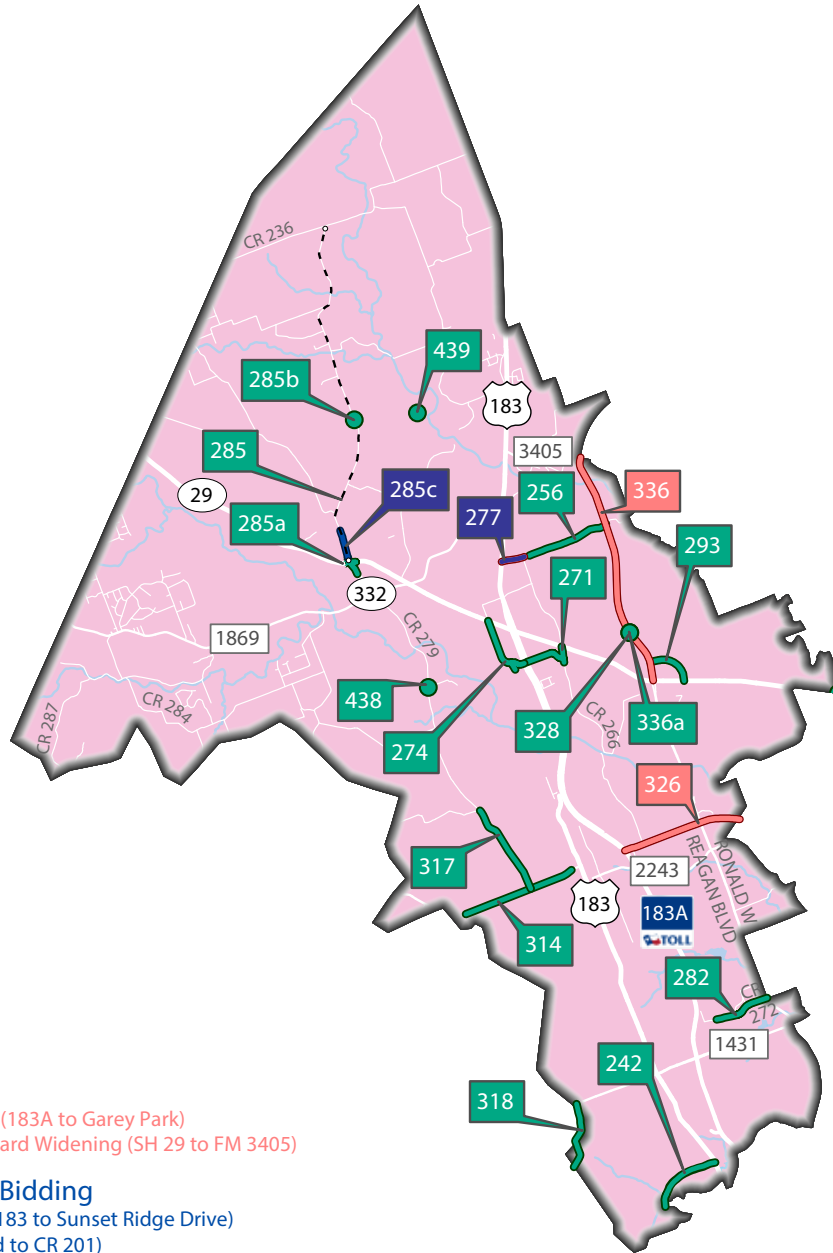 CR 236
439
285b
183
3405
285
285c
256
336
29
277
285a
293
271
332
1869
CR 279
438
CR 284
CR 287
328
CR 266
336a
274
326
317
2243
REAGAN BLVD
RONALD W
183
183A
TOLL
314
282
CR
272
1431
242
318
(183A to Garey Park)
ard Widening (SH 29 to FM 3405)
Bidding
183 to Sunset Ridge Drive)
d to CR 201)